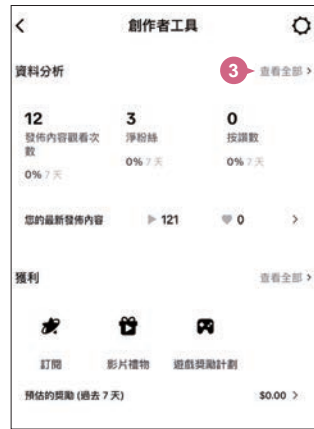 創作者工具
資料分析
3 查看全部 >
12 3 0
發佈內容觀看次 淨粉絲 按讚數
數
0% 7 天 0% 7 天
0% 7 天
您的最新發佈內容 121 0 >
獲利 查看全部 >
訂閱 影片禮物 遊戲獎勵計劃
預估的獎勵 (過去 7 天) $0.00 >